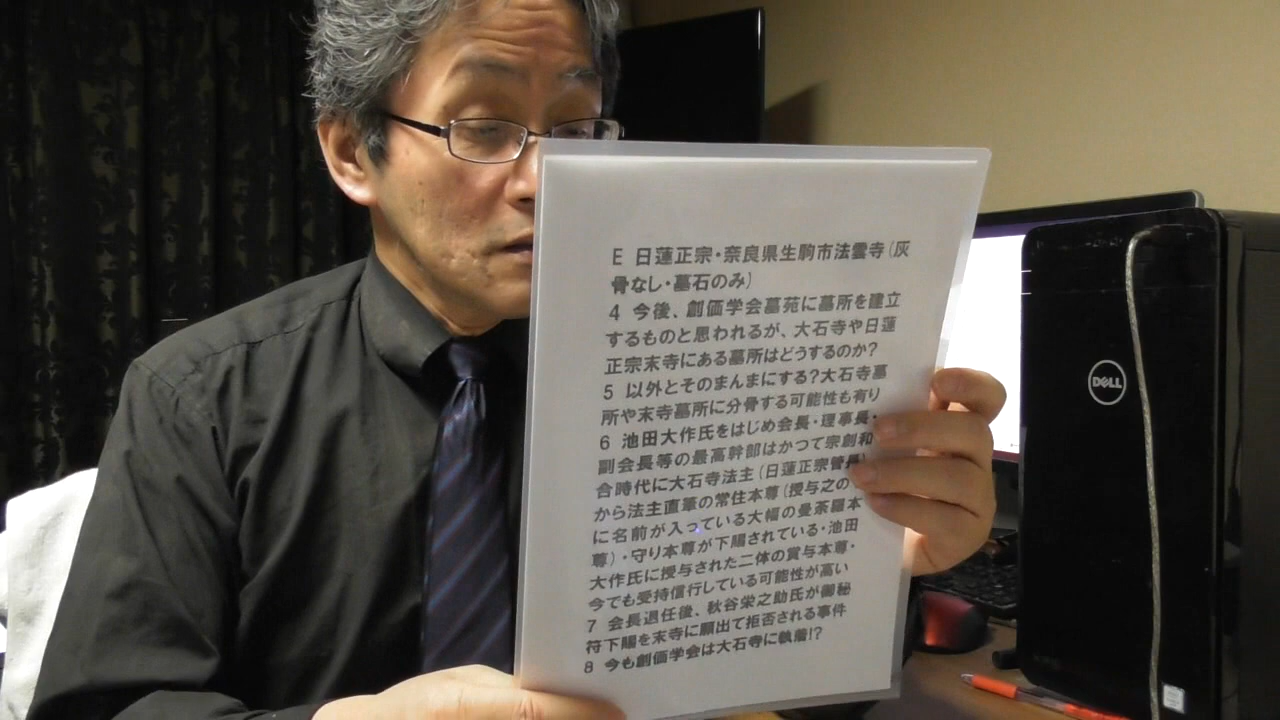 E 日蓮正宗・奈良県生駒市法雲寺(灰
骨なし・墓石のみ)
4 今後、創価学会墓苑に墓所を建立
するものと思われるが、大石寺や日蓮
正宗末寺にある墓所はどうするのか?
5 以外とそのまんまにする?大石寺墓
所や末寺墓所に分骨する可能性も有り
6 池田大作氏をはじめ会長・理事長・
副会長等の最高幹部はかつて宗創和
合時代に大石寺法主(日蓮正宗管長)
から法主直筆の常住本尊(授与之の
に名前が入っている大幅の曼荼羅本
尊)・守り本尊が下賜されている・池田
大作氏に授与された二体の賞与本尊・
今でも受持信行している可能性が高い
7 会長退任後、秋谷栄之助氏が御秘
符下賜を末寺に願出て拒否される事件
8 今も創価学会は大石寺に執着!?
DELL